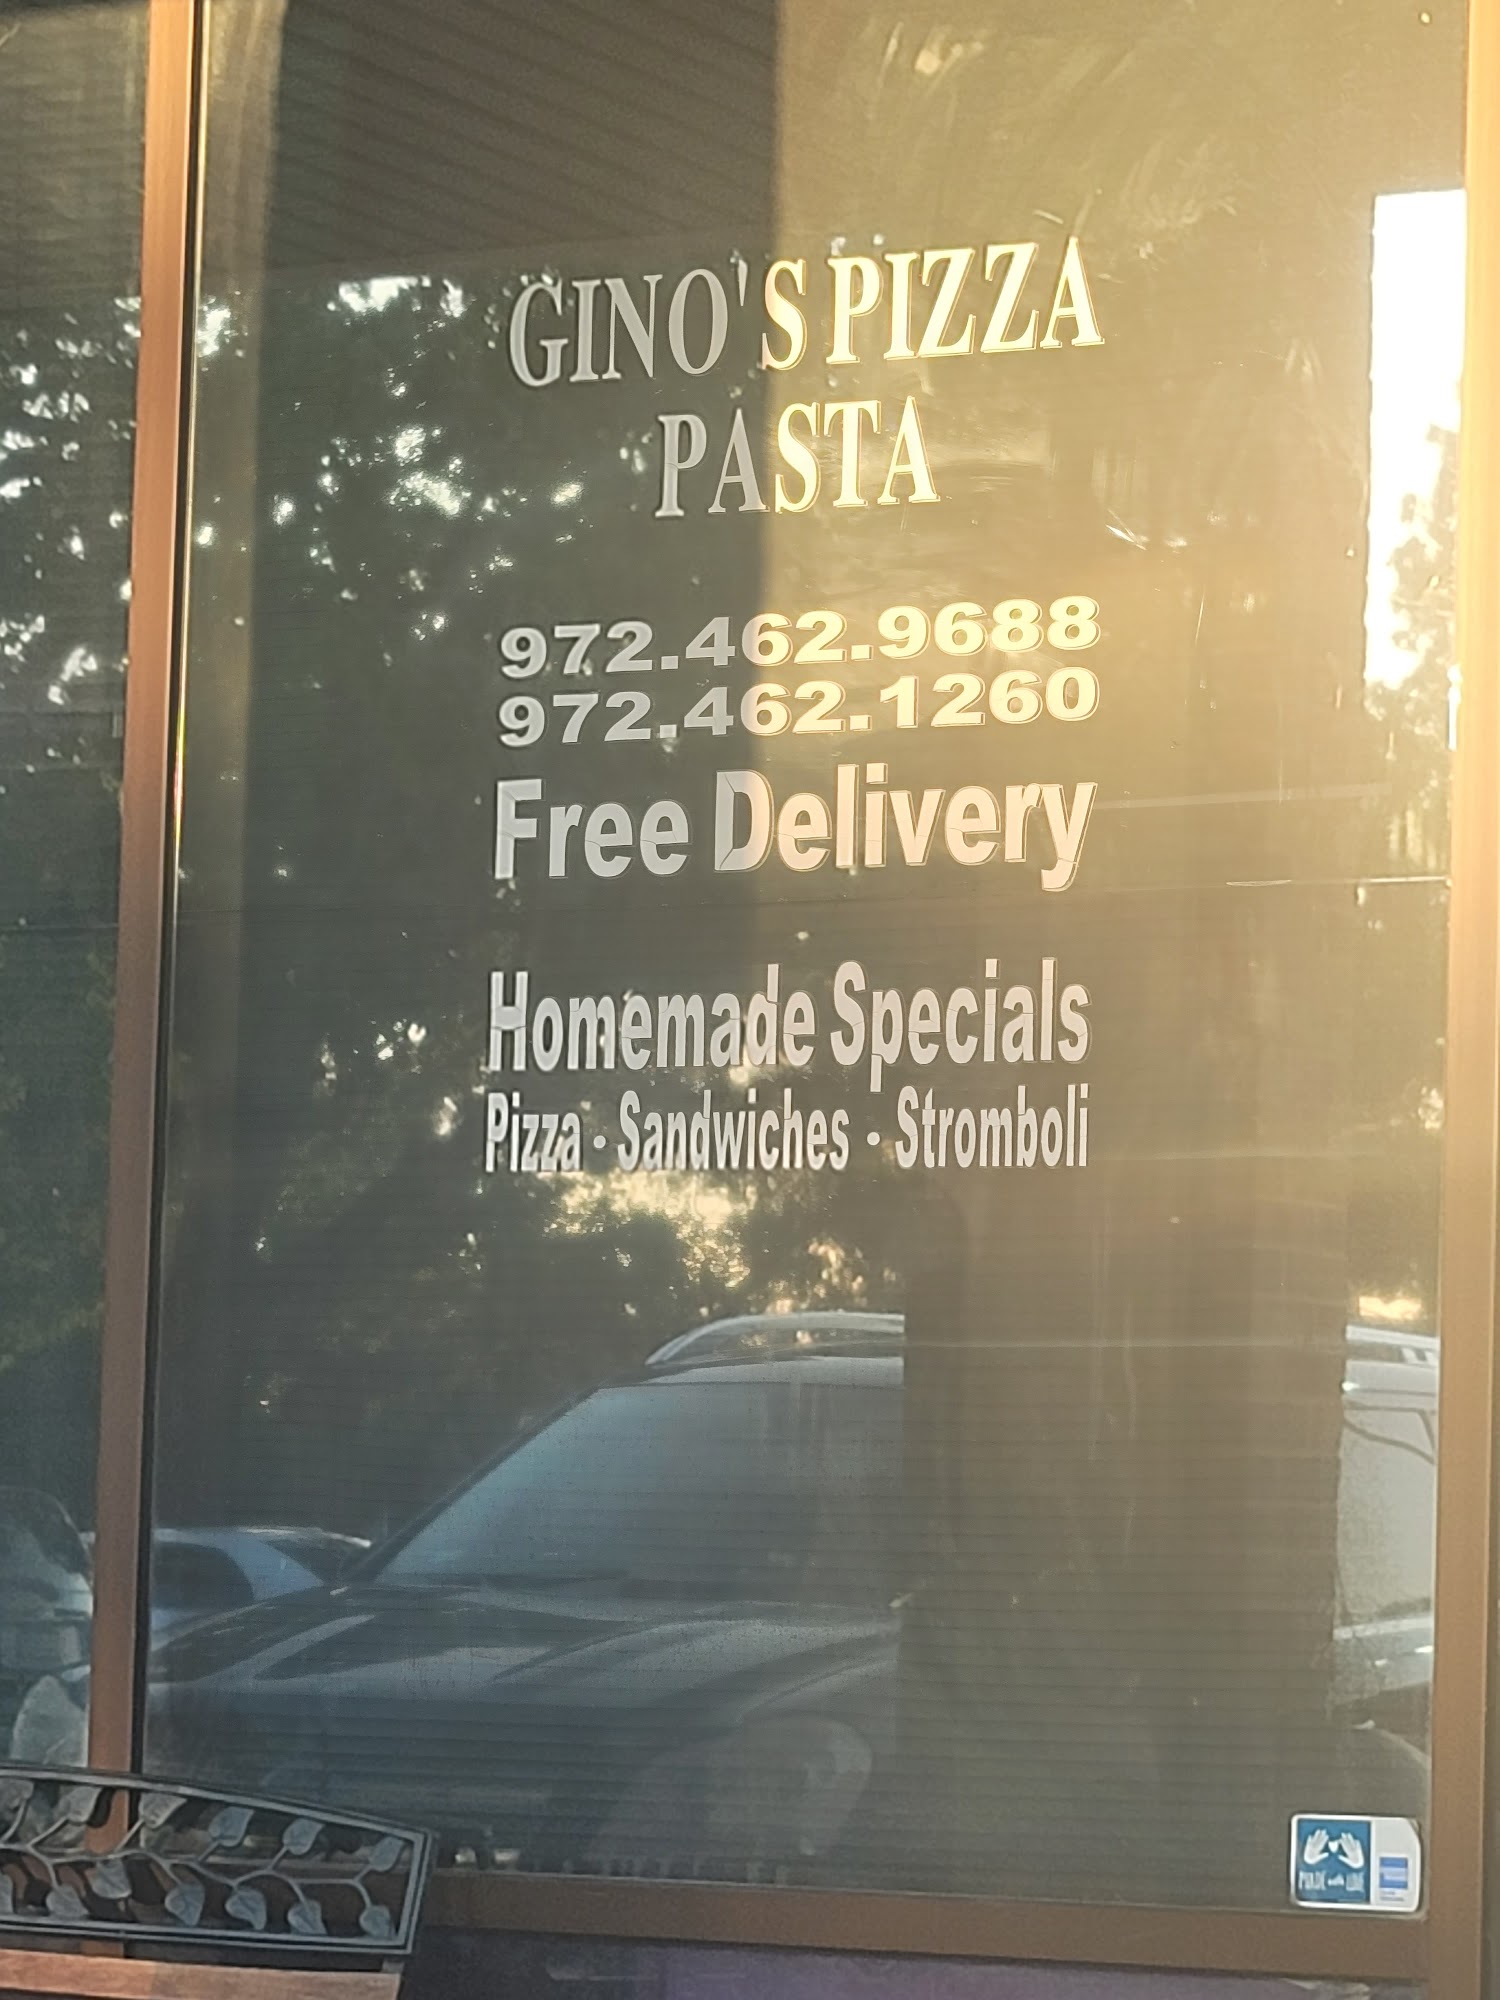 GINO'S PIZZA
PASTA
972.462.9688
972.462.1260
Free Delivery
Homemade Specials
Pizza • Sandwiches • Stromboli